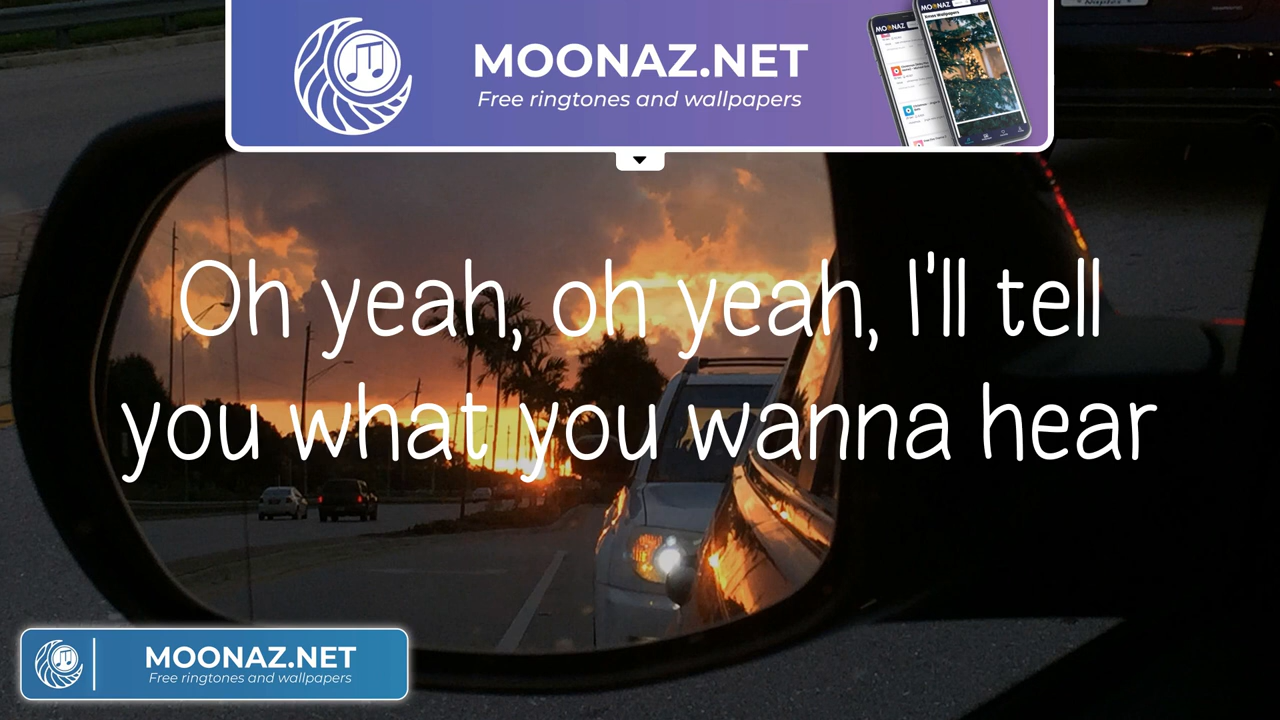 MOONAZ.NET
Free ringtones and wallpapers
Oh yeah, oh yeah, I'll tell
you what you wanna hear
MOONAZ.NET
Free ringtones and wallpapers